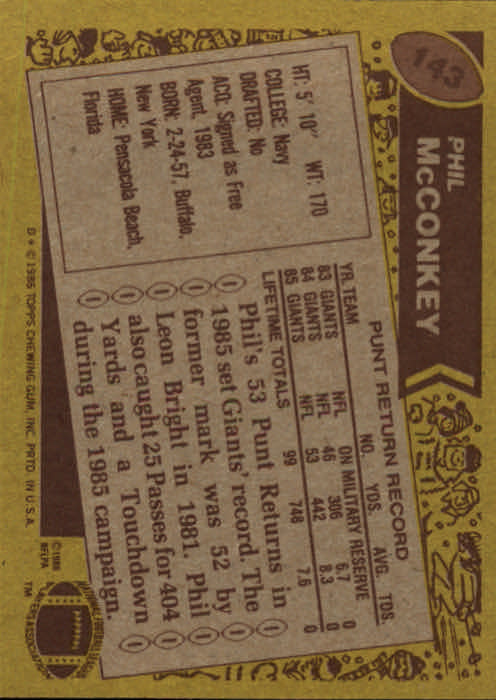 143
PHIL
McCONKEY
HT: 5' 10" WT: 170
COLLEGE: Navy
DRAFTED: No
ACQ: Signed as Free
Agent, 1983
BORN: 2-24-57, Buffalo,
New York
HOME: Pensacola Beach,
Florida
PUNT RETURN RECORD
YR. TEAM NO. YDS. AVG. TDS.
83 GIANTS NFL ON MILITARY RESERVE
84 GIANTS NFL 46 306 6.7 0
85 GIANTS NFL 53 442 8.3 0
LIFETIME TOTALS 99 748 7.6 0
Phil's 53 Punt Returns in
1985 set Giants' record. The
former mark was 52 by
Leon Bright in 1981. Phil
also caught 25 Passes for 404
Yards and a Touchdown
during the 1985 campaign.
D * © 1986 TOPPS CHEWING GUM, INC. PRTD. IN U.S.A.
© 1986
NFLPA
TM